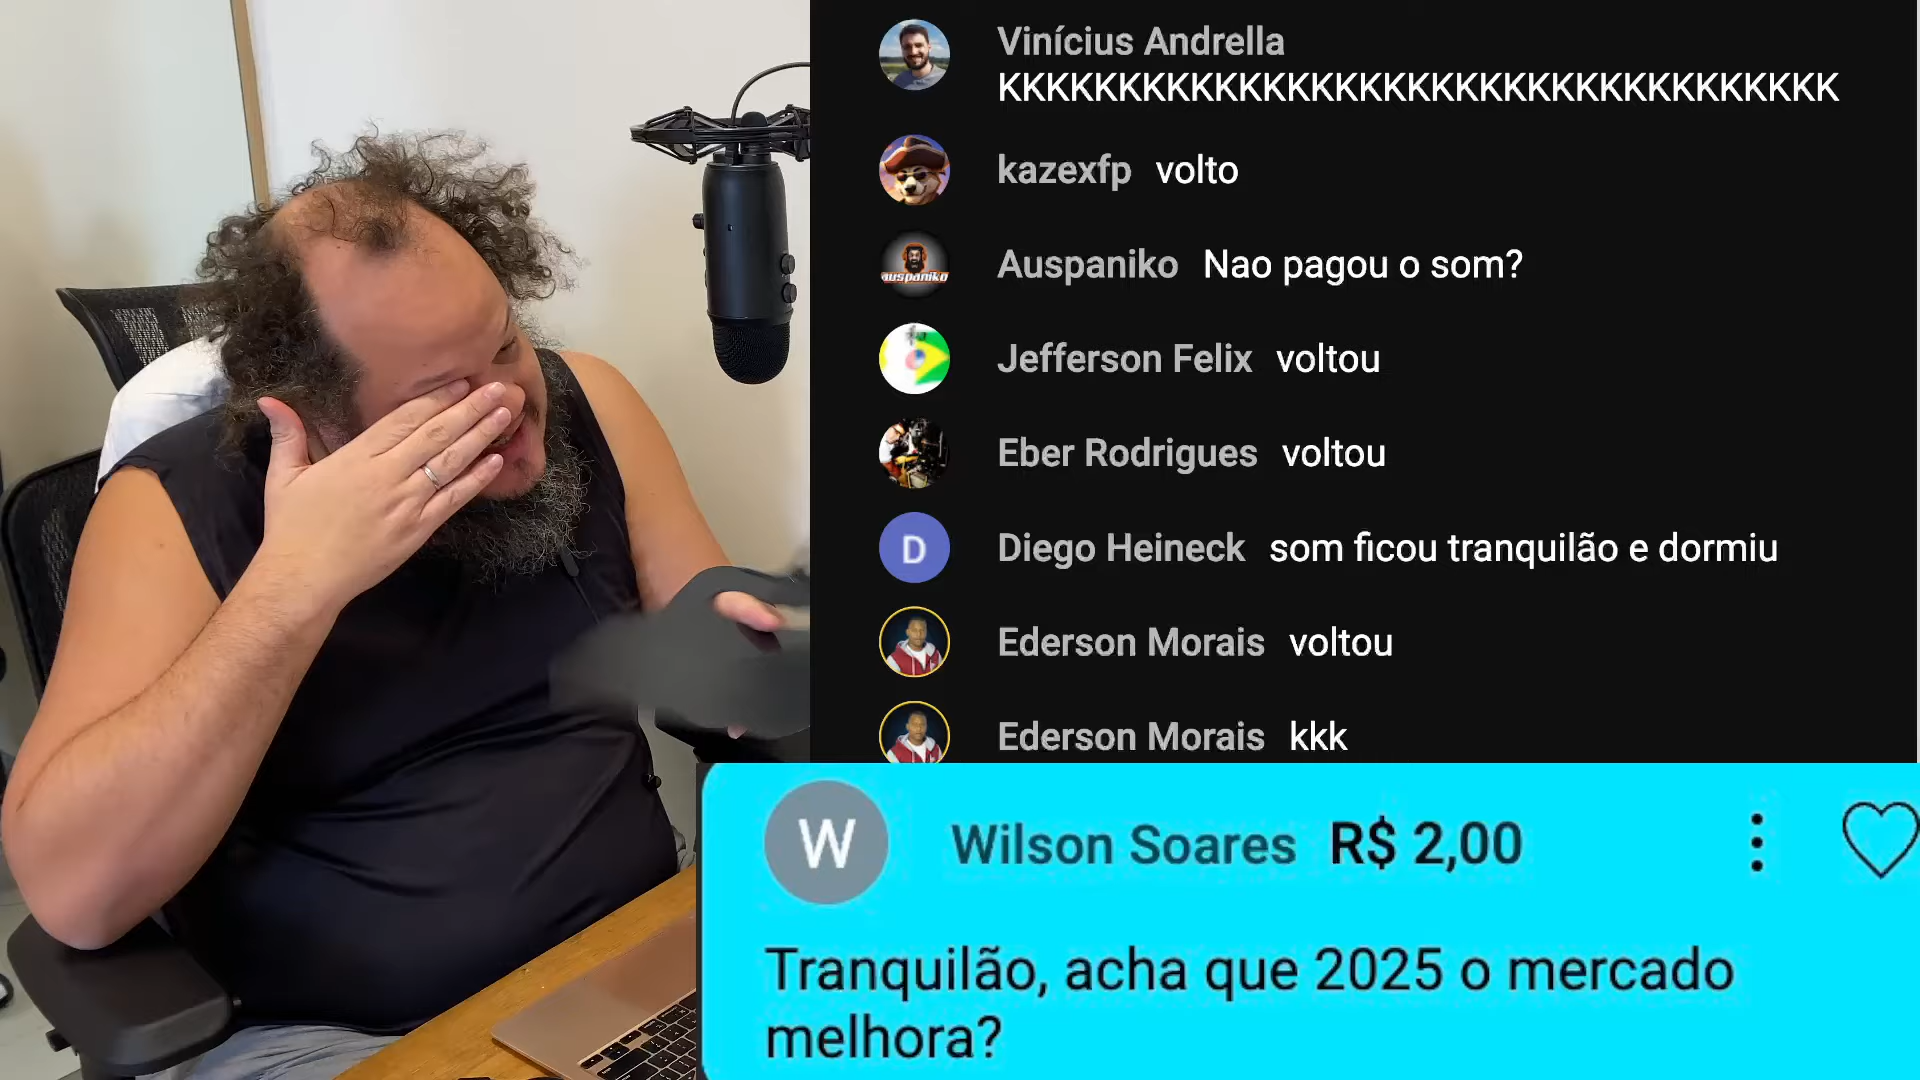 Vinícius Andrella
KKKKKKKKKKKKKKKKKKKKKKKKKKKKKKKKKKK
kazexfp volto
auspaniko
Auspaniko Nao pagou o som?
Jefferson Felix voltou
Eber Rodrigues voltou
D
Diego Heineck som ficou tranquilão e dormiu
Ederson Morais voltou
Ederson Morais kkk
W
Wilson Soares R$ 2,00
Tranquilão, acha que 2025 o mercado
melhora?